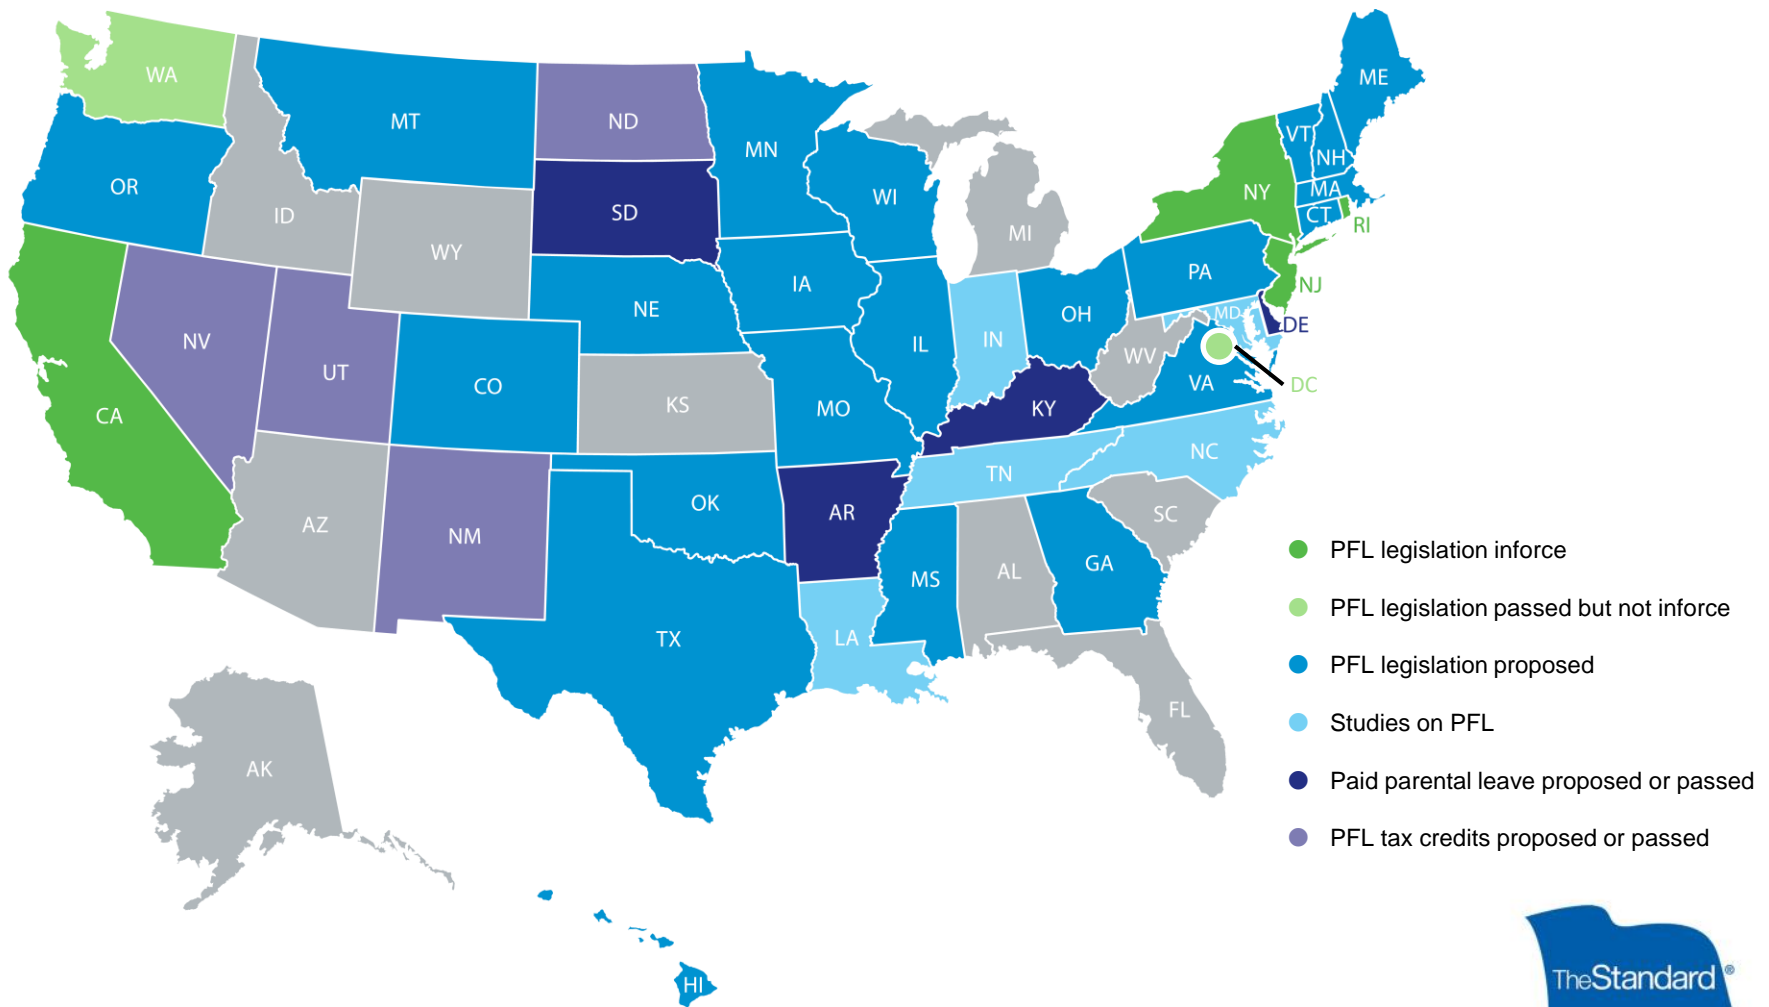 WA
MT
ND
MN
ME
OR
ID
SD
WI
VT
NH
NY
MA
CT
RI
MI
WY
NE
IA
PA
NJ
NV
UT
CO
IL
IN
OH
MD
DE
WV
VA
DC
KS
MO
KY
CA
AZ
NM
OK
AR
TN
NC
SC
MS
AL
GA
TX
LA
FL
AK
HI
PFL legislation inforce
PFL legislation passed but not inforce
PFL legislation proposed
Studies on PFL
Paid parental leave proposed or passed
PFL tax credits proposed or passed
TheStandard®